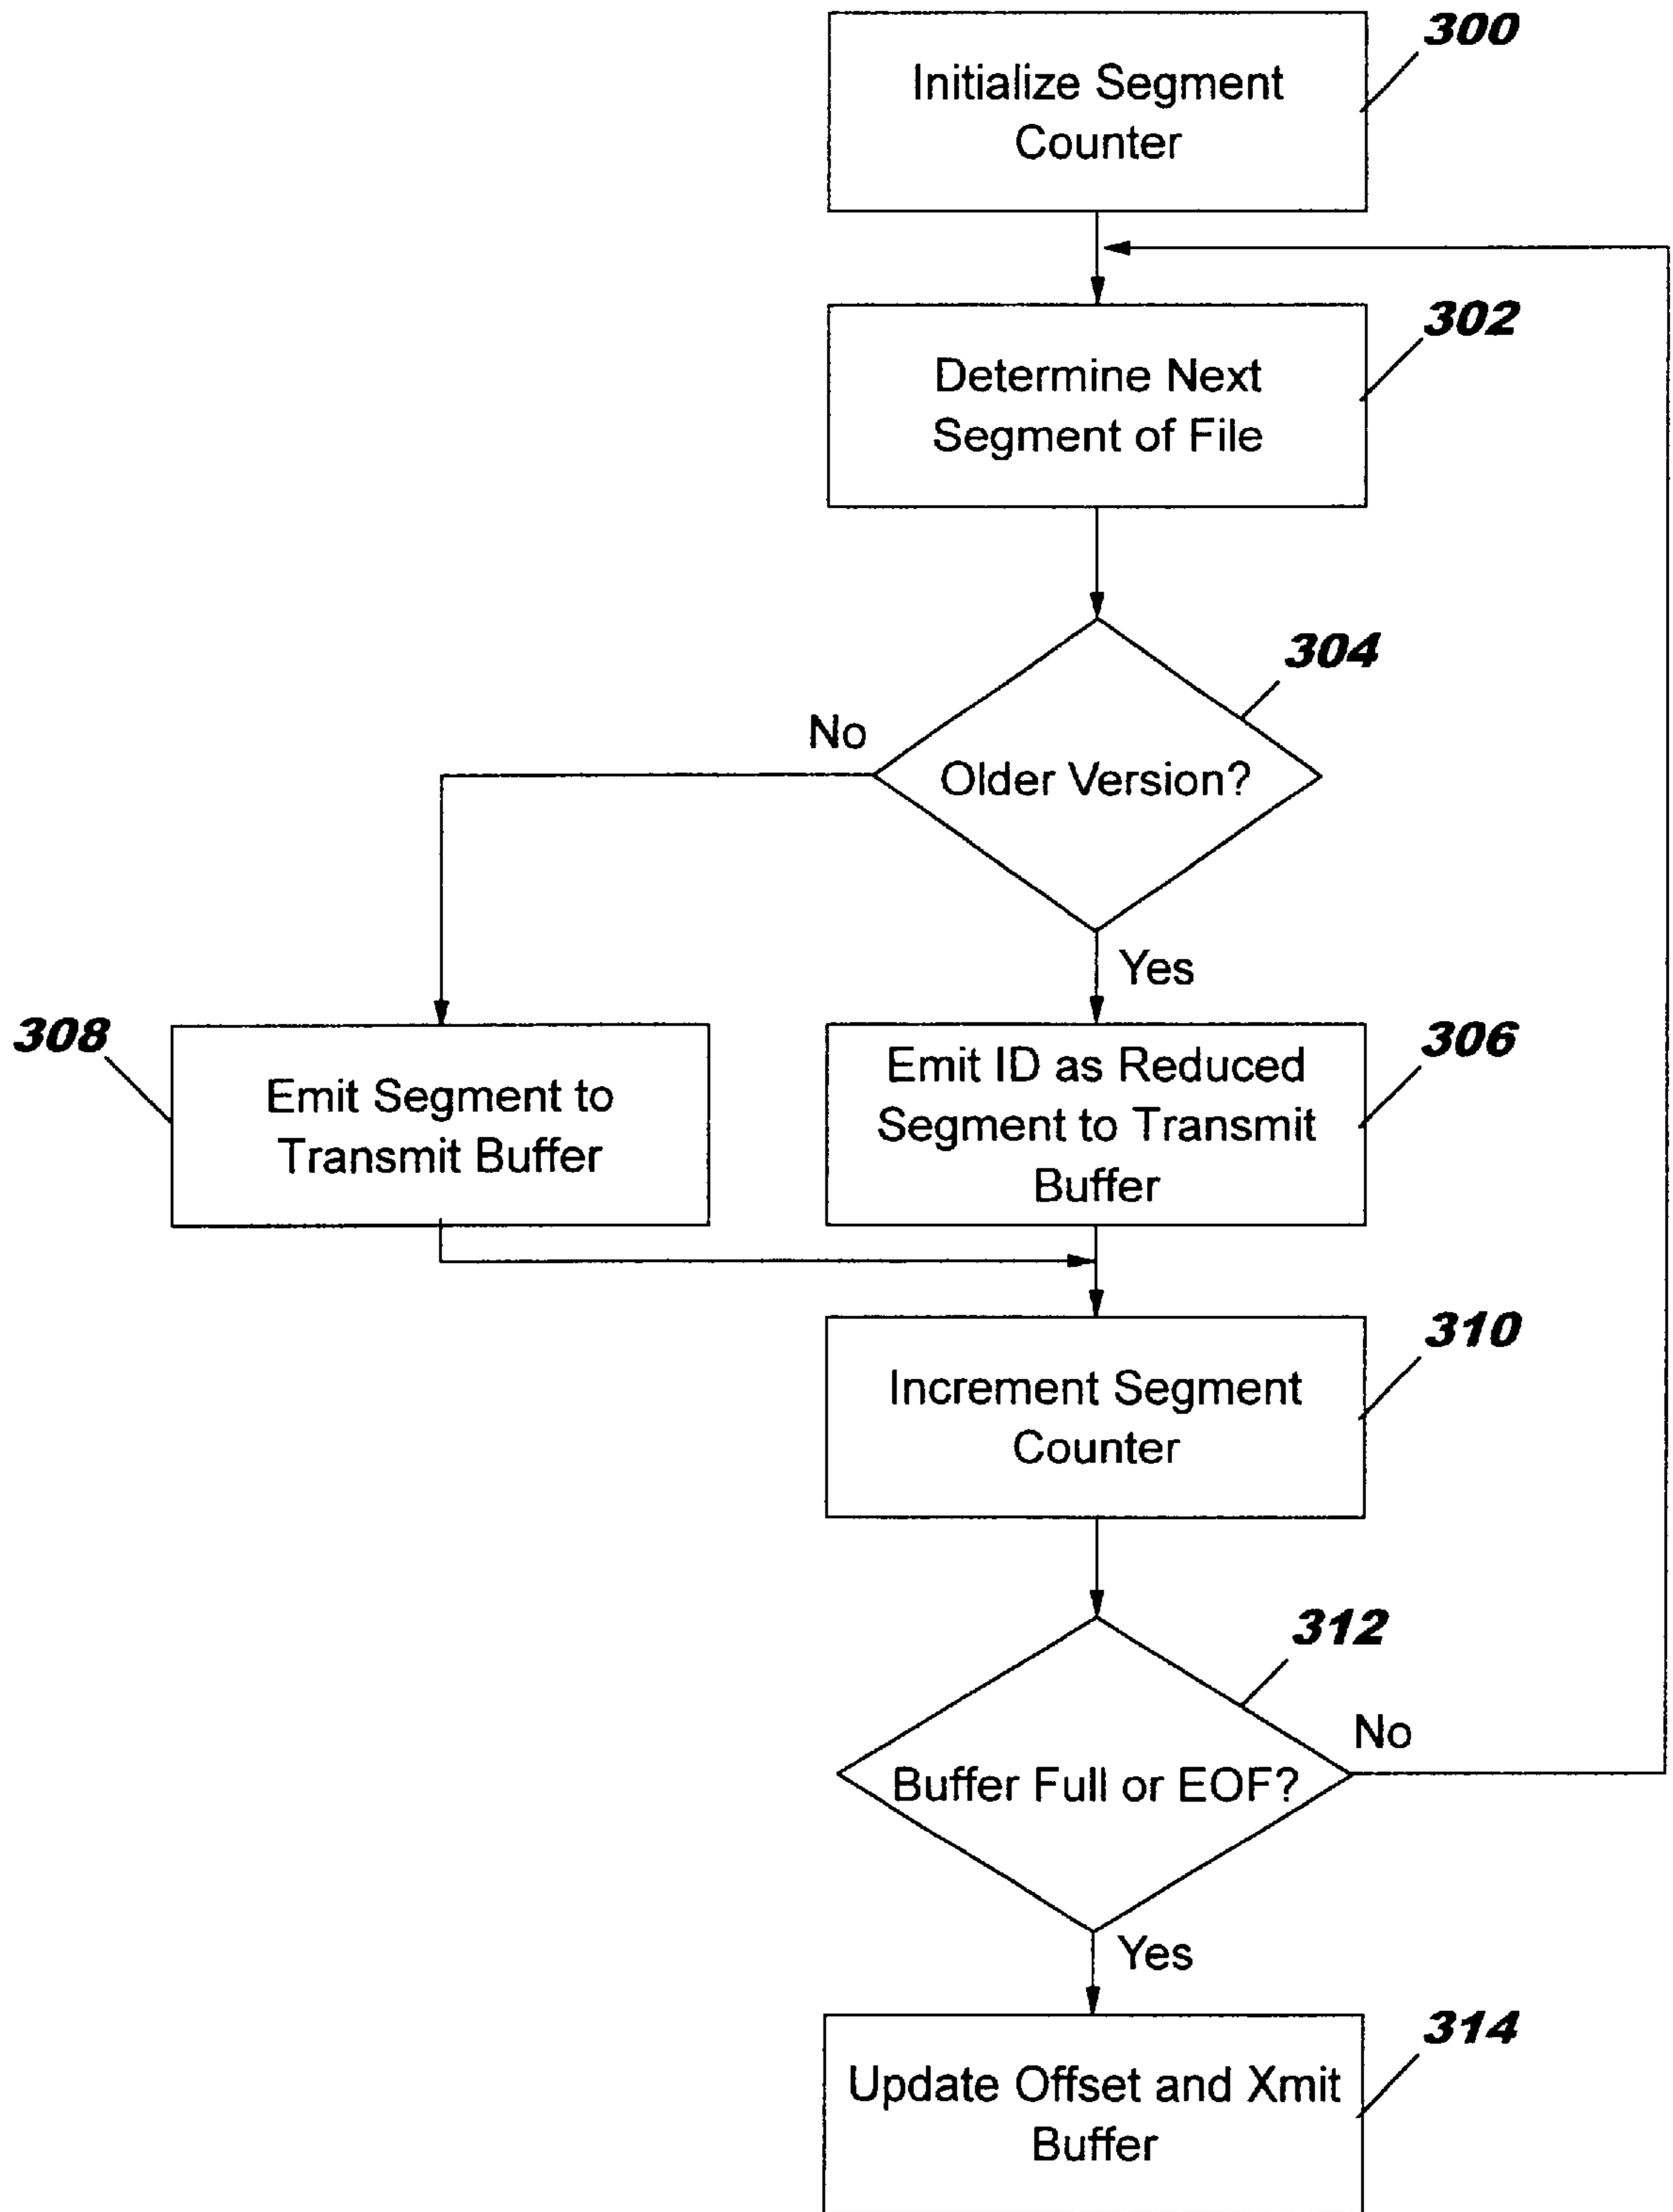 300
Initialize Segment
Counter
302
Determine Next
Segment of File
304
No
Older Version?
Yes
308
Emit Segment to
Transmit Buffer
306
Emit ID as Reduced
Segment to Transmit
Buffer
310
Increment Segment
Counter
312
No
Buffer Full or EOF?
Yes
314
Update Offset and Xmit
Buffer